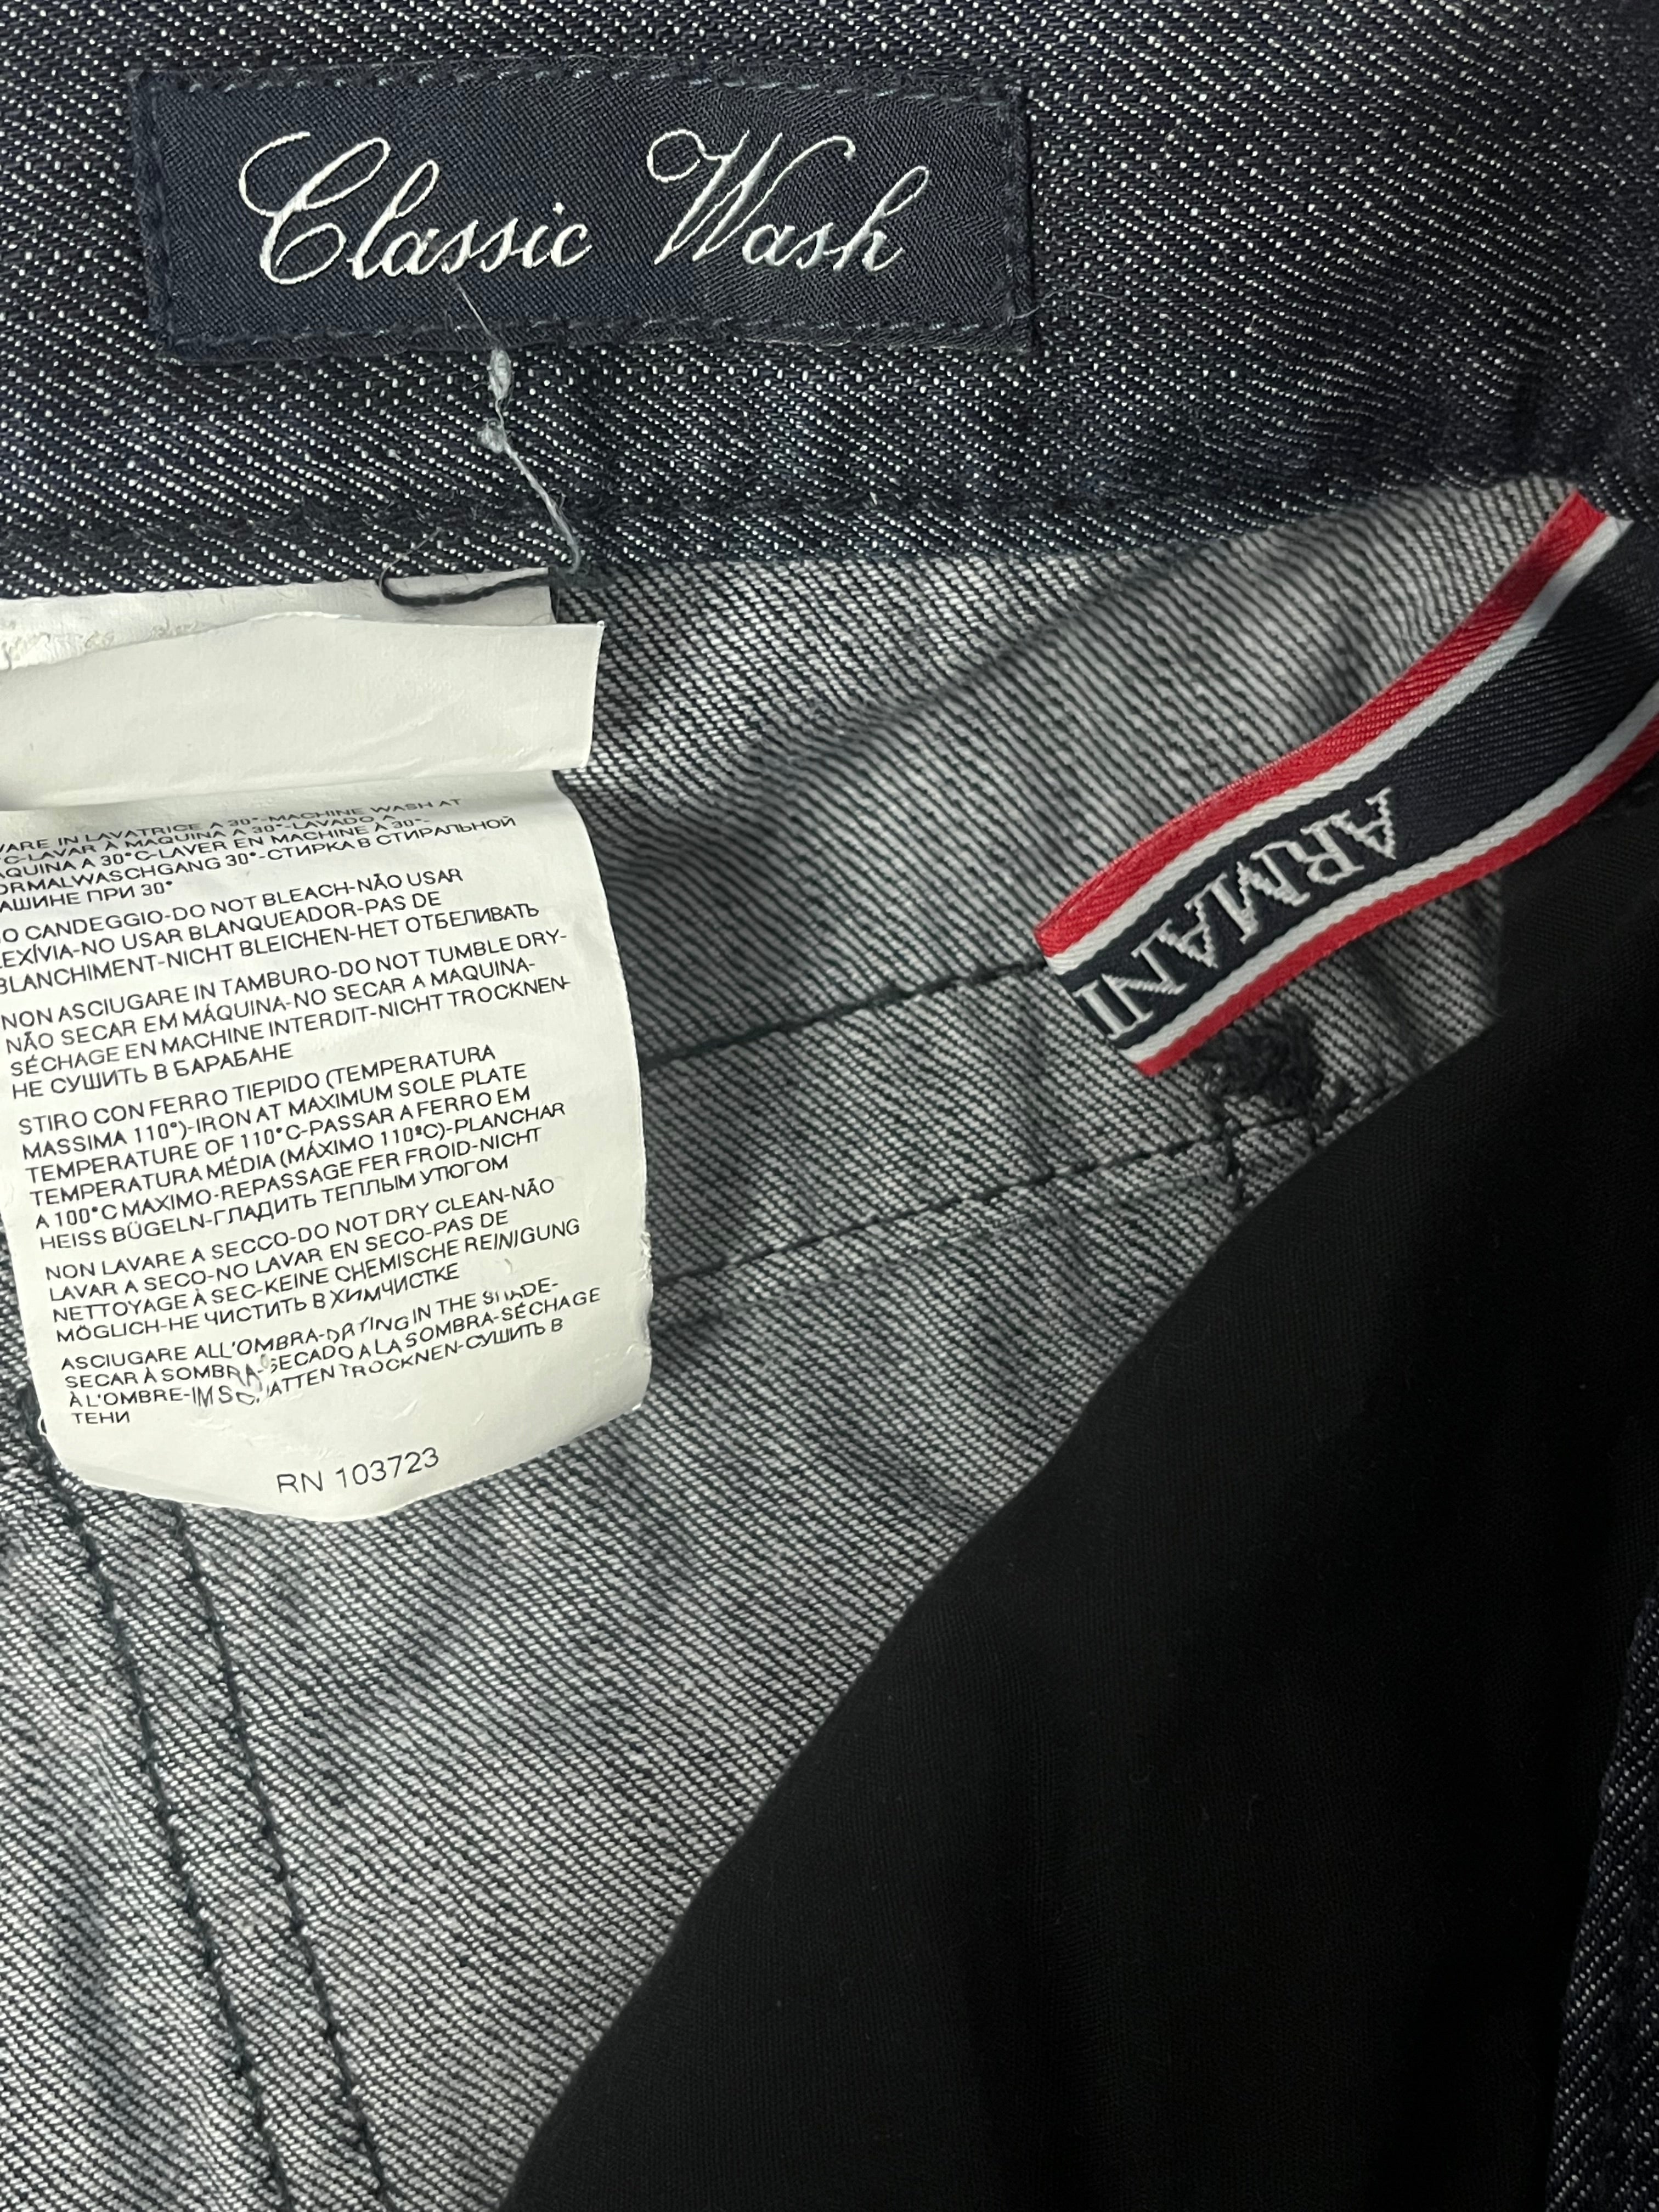 Classic Wash
ARMANI
VARE IN LAVATRICE A 30°-MACHINE WASH AT
°C-LAVAR À MAQUINA A 30°-LAVADO A
AQUINA A 30°C-LAVER EN MACHINE À 30°-
ORMALWASCHGANG 30°-СТИРКА В СТИРАЛЬНОЙ
АШИНЕ ПРИ 30°
O CANDEGGIO-DO NOT BLEACH-NÃO USAR
LEXÍVIA-NO USAR BLANQUEADOR-PAS DE
BLANCHIMENT-NICHT BLEICHEN-НЕТ ОТБЕЛИВАТЬ
NON ASCIUGARE IN TAMBURO-DO NOT TUMBLE DRY-
NÃO SECAR EM MÁQUINA-NO SECAR A MAQUINA-
SÉCHAGE EN MACHINE INTERDIT-NICHT TROCKNEN-
НЕ СУШИТЬ В БАРАБАНЕ
STIRO CON FERRO TIEPIDO (TEMPERATURA
MASSIMA 110°)-IRON AT MAXIMUM SOLE PLATE
TEMPERATURE OF 110°C-PASSAR A FERRO EM
TEMPERATURA MÉDIA (MÁXIMO 110ºC)-PLANCHAR
A 100°C MAXIMO-REPASSAGE FER FROID-NICHT
HEISS BÜGELN-ГЛАДИТЬ ТЕПЛЫМ УТЮГОМ
NON LAVARE A SECCO-DO NOT DRY CLEAN-NÃO
LAVAR A SECO-NO LAVAR EN SECO-PAS DE
NETTOYAGE À SEC-KEINE CHEMISCHE REINIGUNG
MÖGLICH-НЕ ЧИСТИТЬ В ХИМЧИСТКЕ
ASCIUGARE ALL'OMBRA-DRYING IN THE SHADE-
SECAR À SOMBRA-SECADO A LA SOMBRA-SÉCHAGE
À L'OMBRE-IM SCHATTEN TROCKNEN-СУШИТЬ В
ТЕНИ
RN 103723